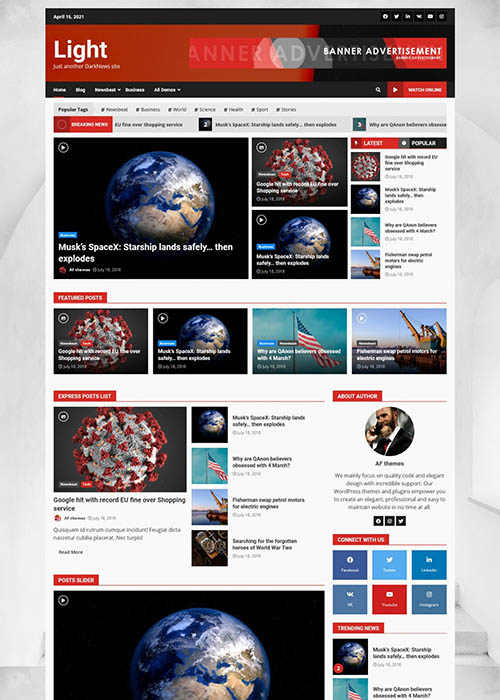 April 15, 2021
Light
Just another DarkNews site
BANNER ADVERTISEMENT
BANNER ADVERTISEMENT
Home Blog Newsbeat Business All Demos
WATCH ONLINE
Popular Tags # Newsbeat # Business # World # Science # Health # Sport # Stories
BREAKING NEWS EU fine over Shopping service 2 Musk's SpaceX: Starship lands safely... then explodes 3 Why are QAnon believers obsesse
Business
Musk's SpaceX: Starship lands safely... then
explodes
AF themes July 18, 2018
Newsbeat Tech
Google hit with record EU fine over
Shopping service
July 18, 2018
Business
Musk's SpaceX: Starship lands
safely... then explodes
July 18, 2018
LATEST POPULAR
Google hit with record EU fine over Shopping
service
July 18, 2018
Musk's SpaceX: Starship lands
safely... then explodes
July 18, 2018
Why are QAnon believers
obsessed with 4 March?
July 18, 2018
Fisherman swap petrol
motors for electric
engines
July 18, 2018
FEATURED POSTS
Newsbeat Tech
Google hit with record EU fine
over Shopping service
July 18, 2018
Business
Musk's SpaceX: Starship lands
safely... then explodes
July 18, 2018
Business Newsbeat
Why are QAnon believers obsessed
with 4 March?
July 18, 2018
Newsbeat
Fisherman swap petrol motors for
electric engines
July 18, 2018
EXPRESS POSTS LIST
Newsbeat Tech
Google hit with record EU fine over Shopping
service
AF themes July 18, 2018
Quisquam id rutrum cumque incidunt! Feugiat dicta
nascetur cubilia placerat, Nec turpis!
Read More
Musk's SpaceX: Starship lands
safely... then explodes
July 18, 2018
Why are QAnon believers
obsessed with 4 March?
July 18, 2018
Fisherman swap petrol motors
for electric engines
July 18, 2018
Searching for the forgotten
heroes of World War Two
July 18, 2018
ABOUT AUTHOR
AF themes
We mainly focus on quality code and elegant
design with incredible support. Our
WordPress themes and plugins empower you
to create an elegant, professional and easy to
maintain website in no time at all.
CONNECT WITH US
Facebook Twitter Linkedin
VK Youtube Instagram
POSTS SLIDER
TRENDING NEWS
2
Musk's SpaceX: Starship lands
safely... then explodes
July 18, 2018
Why are QAnon believers
obsessed with 4 March?